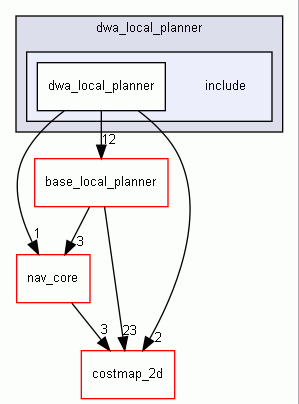 dwa_local_planner
dwa_local_planner
include
12
base_local_planner
1
3
nav_core
3
23
2
costmap_2d